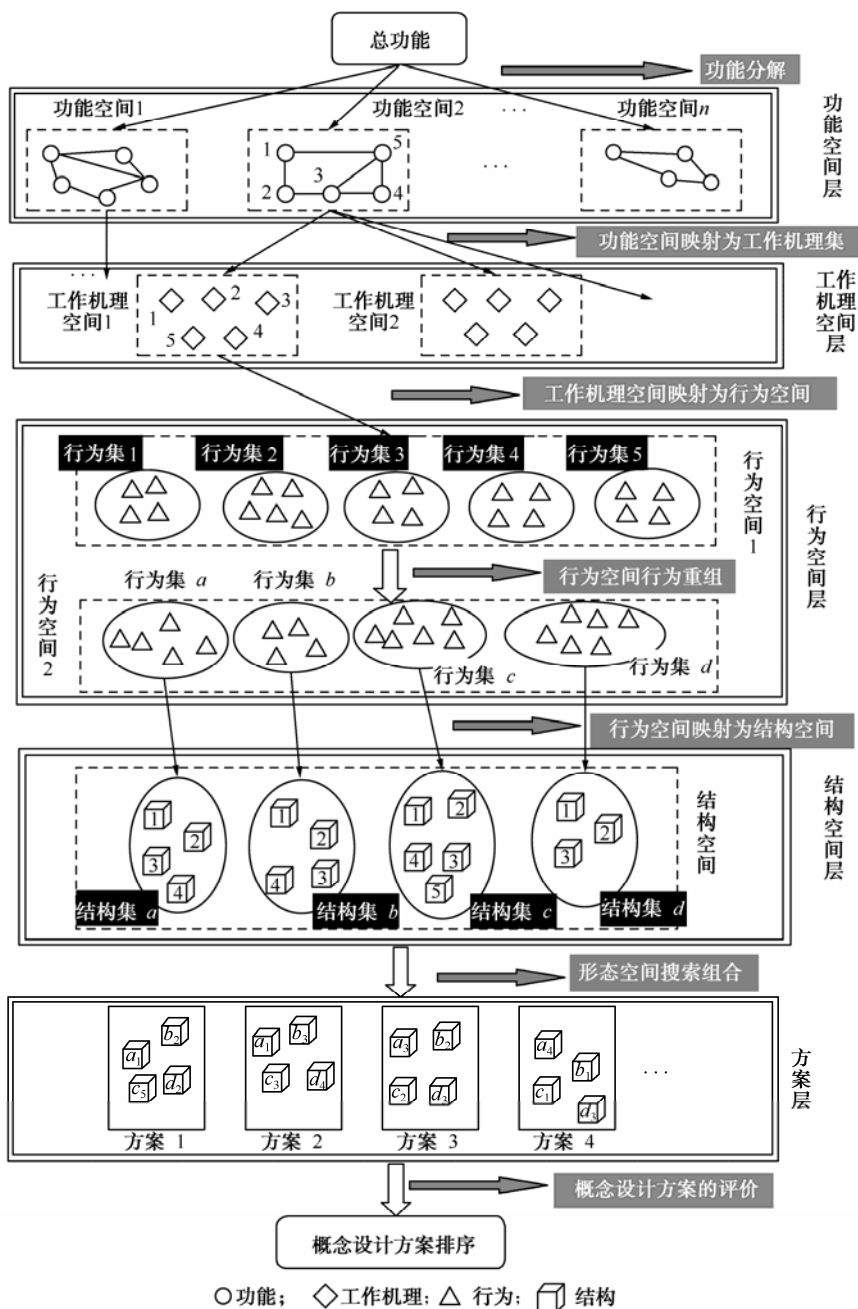 总功能
功能分解
功能空间1
功能空间2
···
功能空间n
功能空间层
1
5
3
2
4
···
功能空间映射为工作机理集
···
工作机理
空间1
1
2
3
4
5
工作机理
空间2
工作机理空间层
工作机理空间映射为行为空间
行为集 1
行为集 2
行为集 3
行为集 4
行为集 5
行为空间1
行为空间层
行为空间行为重组
行为空间2
行为集 a
行为集 b
行为集 c
行为集 d
行为空间映射为结构空间
1
2
3
4
1
2
4
3
1
2
4
3
5
1
2
3
结构集 a
结构集 b
结构集 c
结构集 d
结构空间
结构空间层
形态空间搜索组合
a1
b2
c5
d2
a1
b3
c3
d4
a3
b2
c2
d3
a4
b1
c1
d3
···
方案 1
方案 2
方案 3
方案 4
方案层
概念设计方案的评价
概念设计方案排序
功能; 工作机理; 行为; 结构